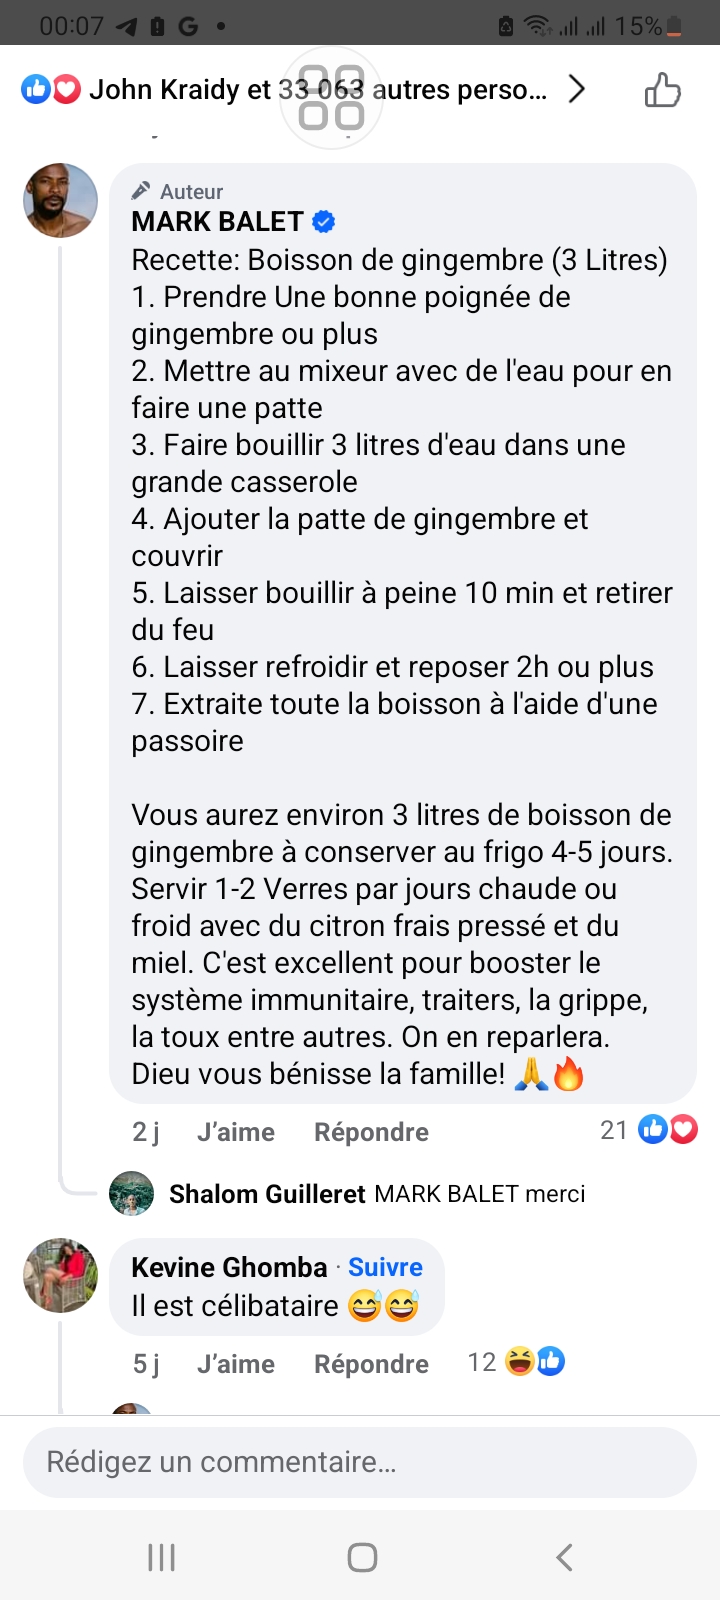 00:07 G 15%
John Kraidy et 33 063 autres perso...
Auteur
MARK BALET
Recette: Boisson de gingembre (3 Litres)
1. Prendre Une bonne poignée de
gingembre ou plus
2. Mettre au mixeur avec de l'eau pour en
faire une patte
3. Faire bouillir 3 litres d'eau dans une
grande casserole
4. Ajouter la patte de gingembre et
couvrir
5. Laisser bouillir à peine 10 min et retirer
du feu
6. Laisser refroidir et reposer 2h ou plus
7. Extraite toute la boisson à l'aide d'une
passoire
Vous aurez environ 3 litres de boisson de
gingembre à conserver au frigo 4-5 jours.
Servir 1-2 Verres par jours chaude ou
froid avec du citron frais pressé et du
miel. C'est excellent pour booster le
système immunitaire, traiters, la grippe,
la toux entre autres. On en reparlera.
Dieu vous bénisse la famille! 🙏🔥
2 j J’aime Répondre 21
Shalom Guilleret MARK BALET merci
Kevine Ghomba · Suivre
Il est célibataire 😅😅
5 j J’aime Répondre 12
Rédigez un commentaire...